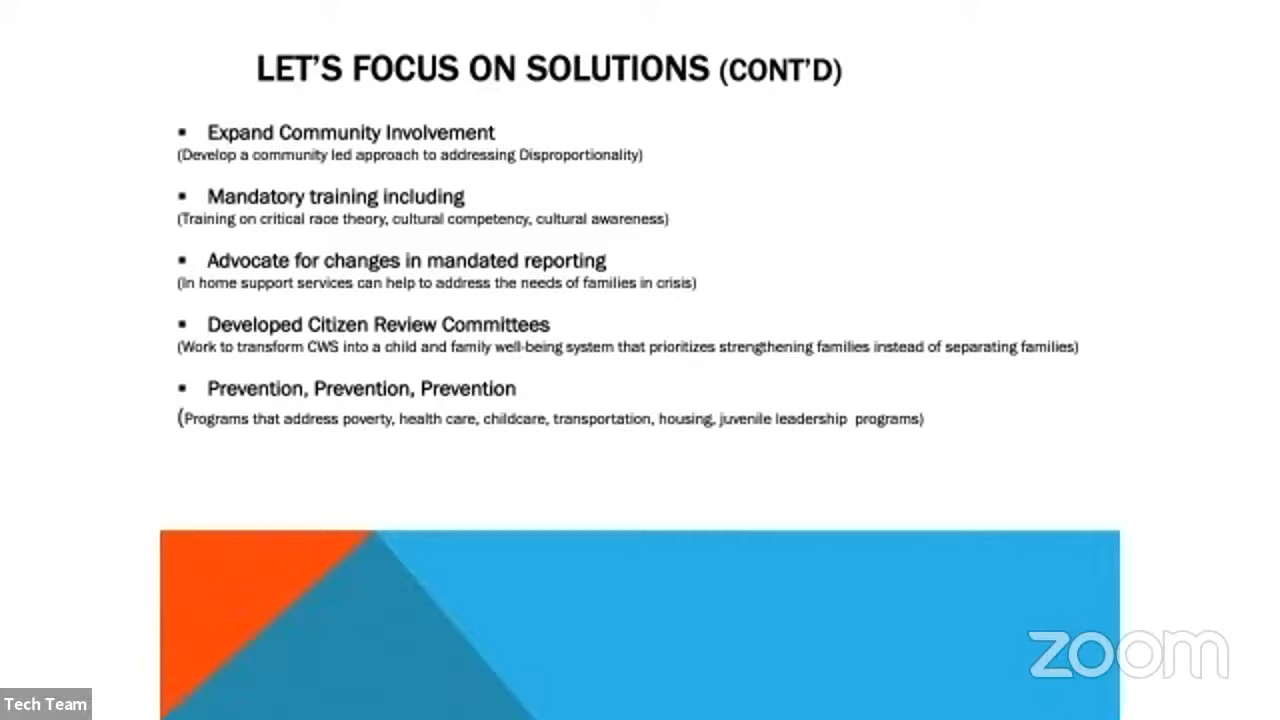 LET'S FOCUS ON SOLUTIONS (CONT'D)
▪ Expand Community Involvement
(Develop a community led approach to addressing Disproportionality)
▪ Mandatory training including
(Training on critical race theory, cultural competency, cultural awareness)
▪ Advocate for changes in mandated reporting
(In home support services can help to address the needs of families in crisis)
▪ Developed Citizen Review Committees
(Work to transform CWS into a child and family well-being system that prioritizes strengthening families instead of separating families)
▪ Prevention, Prevention, Prevention
(Programs that address poverty, health care, childcare, transportation, housing, juvenile leadership programs)
zoom
Tech Team